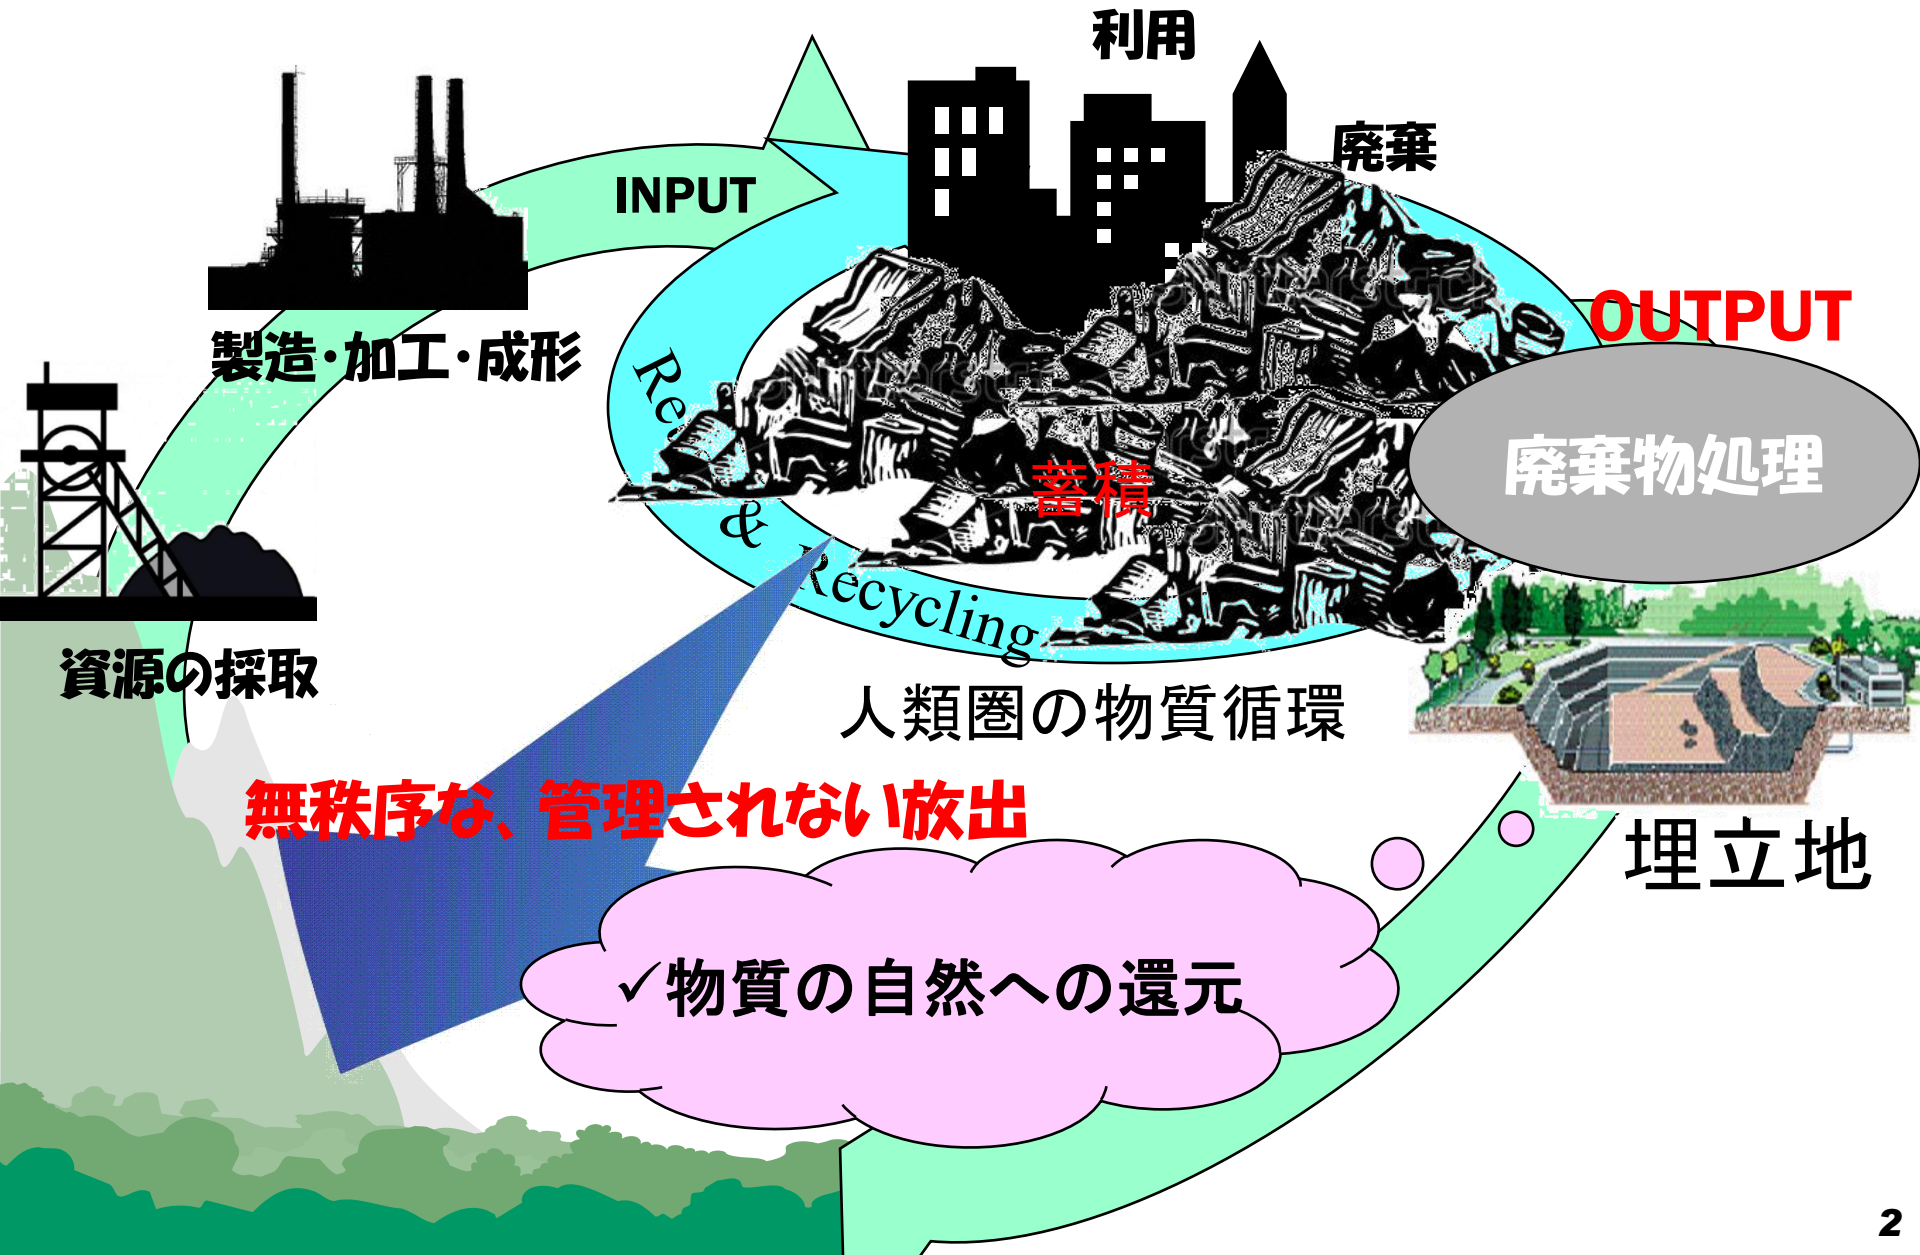 利用
廃棄
INPUT
OUTPUT
製造・加工・成形
廃棄物処理
蓄積
& Recycling
資源の採取
人類圏の物質循環
無秩序な、管理されない放出
埋立地
✓物質の自然への還元
2